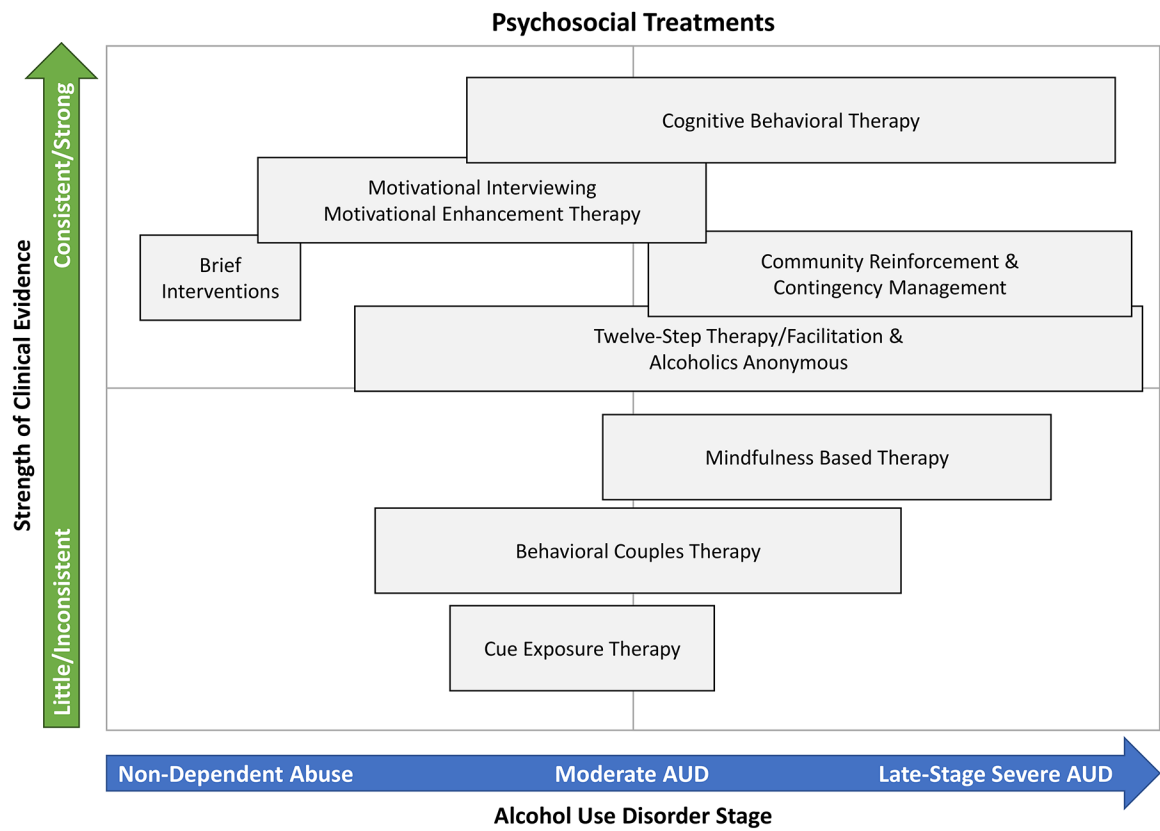 Psychosocial Treatments
Strength of Clinical Evidence
Consistent/Strong
Little/Inconsistent
Cognitive Behavioral Therapy
Motivational Interviewing
Motivational Enhancement Therapy
Brief
Interventions
Community Reinforcement &
Contingency Management
Twelve-Step Therapy/Facilitation &
Alcoholics Anonymous
Mindfulness Based Therapy
Behavioral Couples Therapy
Cue Exposure Therapy
Non-Dependent Abuse
Moderate AUD
Late-Stage Severe AUD
Alcohol Use Disorder Stage